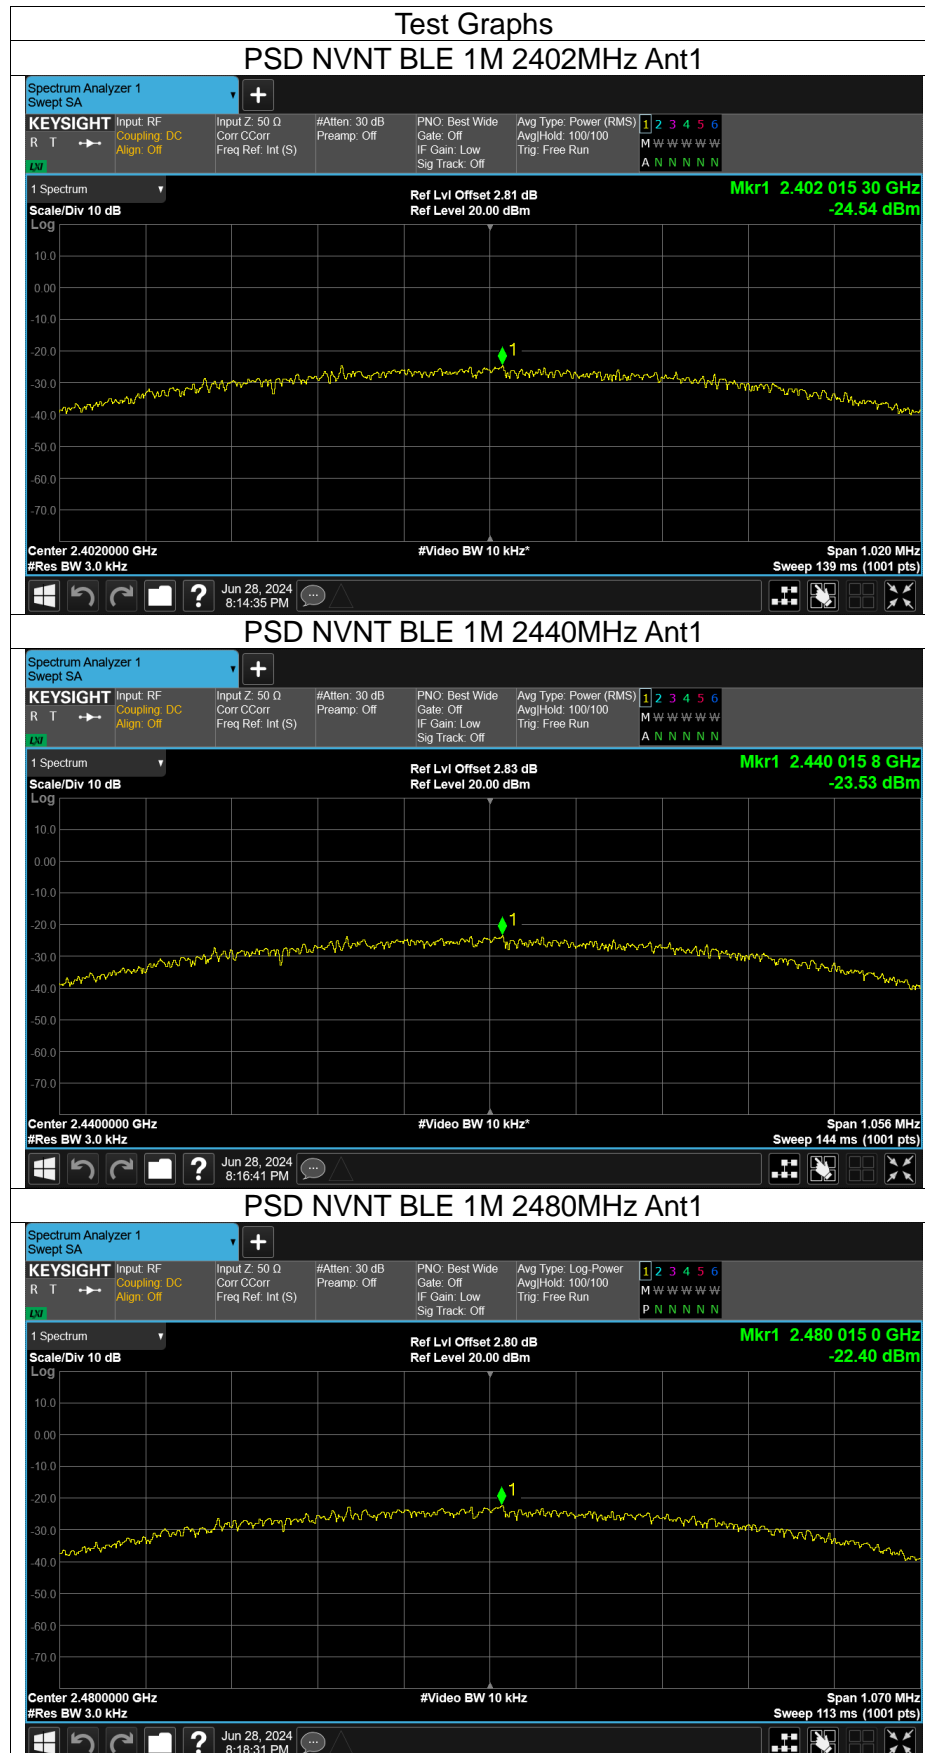 Test Graphs
PSD NVNT BLE 1M 2402MHz Ant1
Spectrum Analyzer 1
Swept SA
KEYSIGHT Input: RF Input Z: 50 Ω #Atten: 30 dB PNO: Best Wide Avg Type: Power (RMS) 1 2 3 4 5 6
R T Coupling: DC Corr CCorr Preamp: Off Gate: Off Avg|Hold: 100/100 M W W W W W
Align: Off Freq Ref: Int (S) IF Gain: Low Trig: Free Run
LXI Sig Track: Off A N N N N N
1 Spectrum Ref Lvl Offset 2.81 dB Mkr1 2.402 015 30 GHz
Scale/Div 10 dB Ref Level 20.00 dBm -24.54 dBm
Log
10.0
0.00
-10.0
-20.0
1
-30.0
-40.0
-50.0
-60.0
-70.0
Center 2.4020000 GHz #Video BW 10 kHz* Span 1.020 MHz
#Res BW 3.0 kHz Sweep 139 ms (1001 pts)
? Jun 28, 2024
8:14:35 PM
PSD NVNT BLE 1M 2440MHz Ant1
Spectrum Analyzer 1
Swept SA
KEYSIGHT Input: RF Input Z: 50 Ω #Atten: 30 dB PNO: Best Wide Avg Type: Power (RMS) 1 2 3 4 5 6
R T Coupling: DC Corr CCorr Preamp: Off Gate: Off Avg|Hold: 100/100 M W W W W W
Align: Off Freq Ref: Int (S) IF Gain: Low Trig: Free Run
LXI Sig Track: Off A N N N N N
1 Spectrum Ref Lvl Offset 2.83 dB Mkr1 2.440 015 8 GHz
Scale/Div 10 dB Ref Level 20.00 dBm -23.53 dBm
Log
10.0
0.00
-10.0
-20.0
1
-30.0
-40.0
-50.0
-60.0
-70.0
Center 2.4400000 GHz #Video BW 10 kHz* Span 1.056 MHz
#Res BW 3.0 kHz Sweep 144 ms (1001 pts)
? Jun 28, 2024
8:16:41 PM
PSD NVNT BLE 1M 2480MHz Ant1
Spectrum Analyzer 1
Swept SA
KEYSIGHT Input: RF Input Z: 50 Ω #Atten: 30 dB PNO: Best Wide Avg Type: Log-Power 1 2 3 4 5 6
R T Coupling: DC Corr CCorr Preamp: Off Gate: Off Avg|Hold: 100/100 M W W W W W
Align: Off Freq Ref: Int (S) IF Gain: Low Trig: Free Run
LXI Sig Track: Off P N N N N N
1 Spectrum Ref Lvl Offset 2.80 dB Mkr1 2.480 015 0 GHz
Scale/Div 10 dB Ref Level 20.00 dBm -22.40 dBm
Log
10.0
0.00
-10.0
1
-20.0
-30.0
-40.0
-50.0
-60.0
-70.0
Center 2.4800000 GHz #Video BW 10 kHz Span 1.070 MHz
#Res BW 3.0 kHz Sweep 113 ms (1001 pts)
? Jun 28, 2024
8:18:31 PM